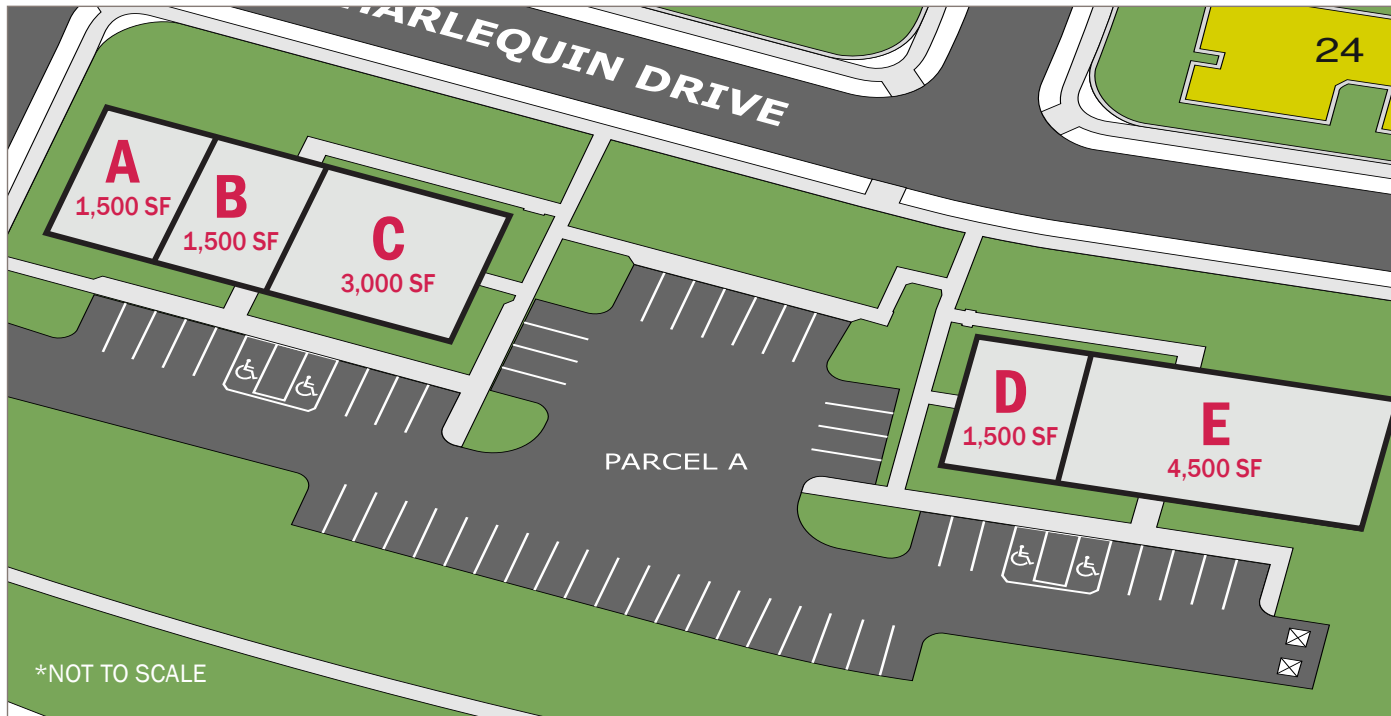 HARLEQUIN DRIVE
24
A
1,500 SF
B
1,500 SF
C
3,000 SF
D
1,500 SF
E
4,500 SF
PARCEL A
*NOT TO SCALE